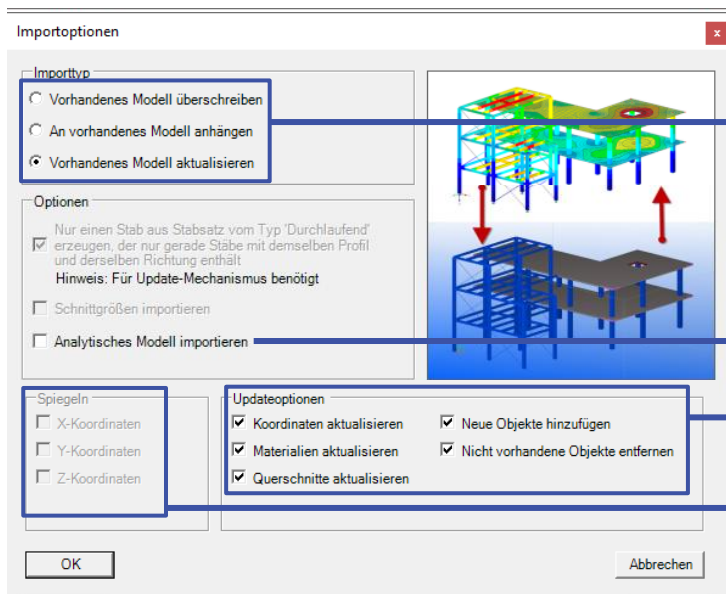 Importoptionen
x
Importtyp
Vorhandenes Modell überschreiben
An vorhandenes Modell anhängen
Vorhandenes Modell aktualisieren
Optionen
Nur einen Stab aus Stabsatz vom Typ 'Durchlaufend'
erzeugen, der nur gerade Stäbe mit demselben Profil
und derselben Richtung enthält
Hinweis: Für Update-Mechanismus benötigt
Schnittgrößen importieren
Analytisches Modell importieren
Spiegeln
X-Koordinaten
Y-Koordinaten
Z-Koordinaten
Updateoptionen
Koordinaten aktualisieren
Materialien aktualisieren
Querschnitte aktualisieren
Neue Objekte hinzufügen
Nicht vorhandene Objekte entfernen
OK
Abbrechen